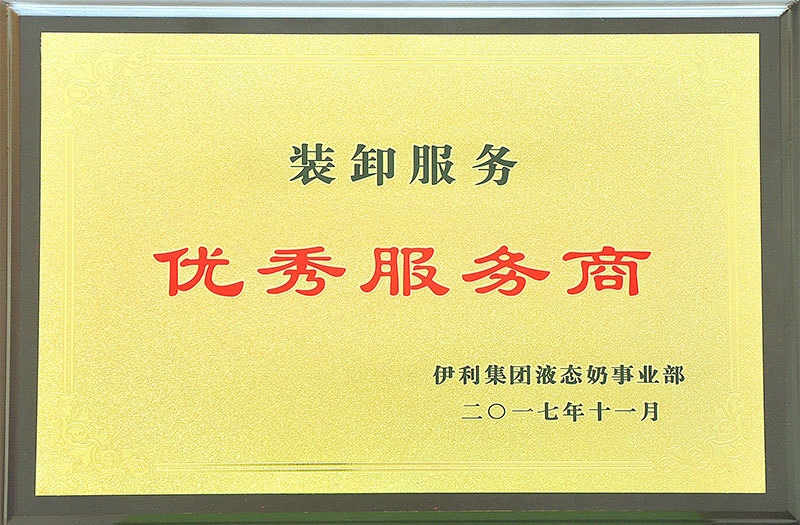 装卸服务
优秀服务商
伊利集团液态奶事业部
二〇一七年十一月